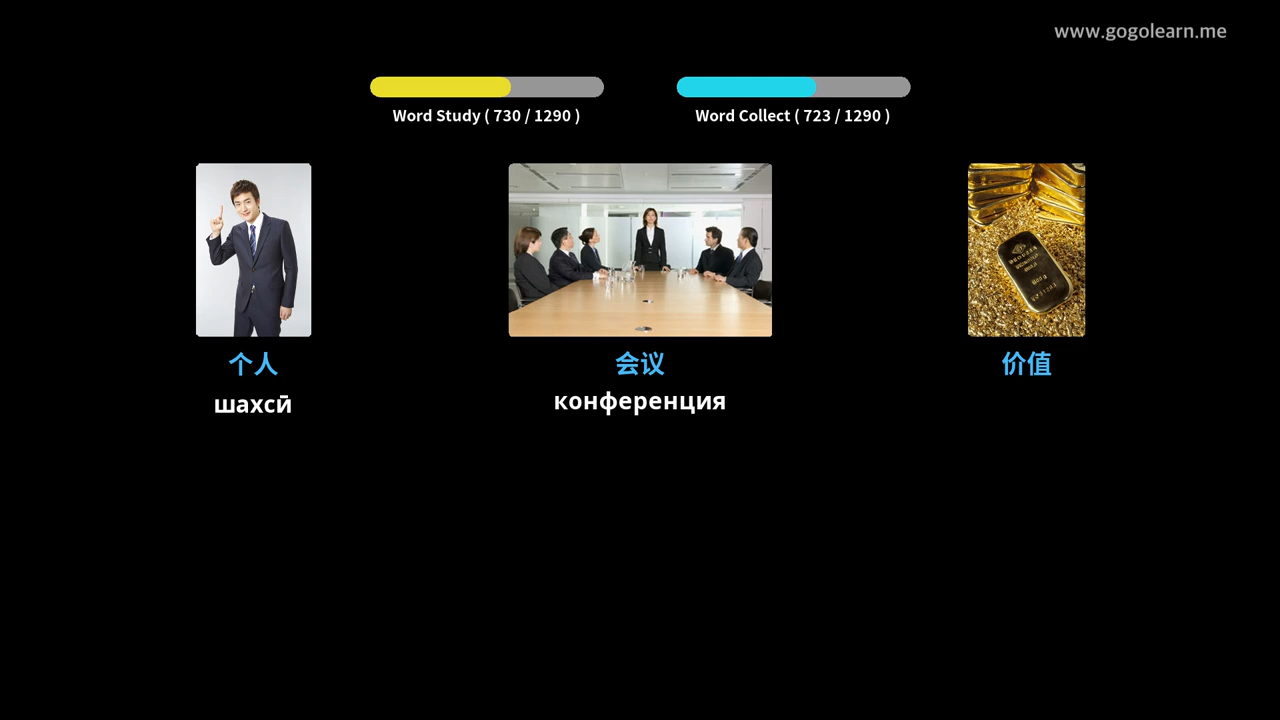 www.gogolearn.me
Word Study ( 730 / 1290 )
Word Collect ( 723 / 1290 )
个人
会议
价值
шахсӣ
конференция